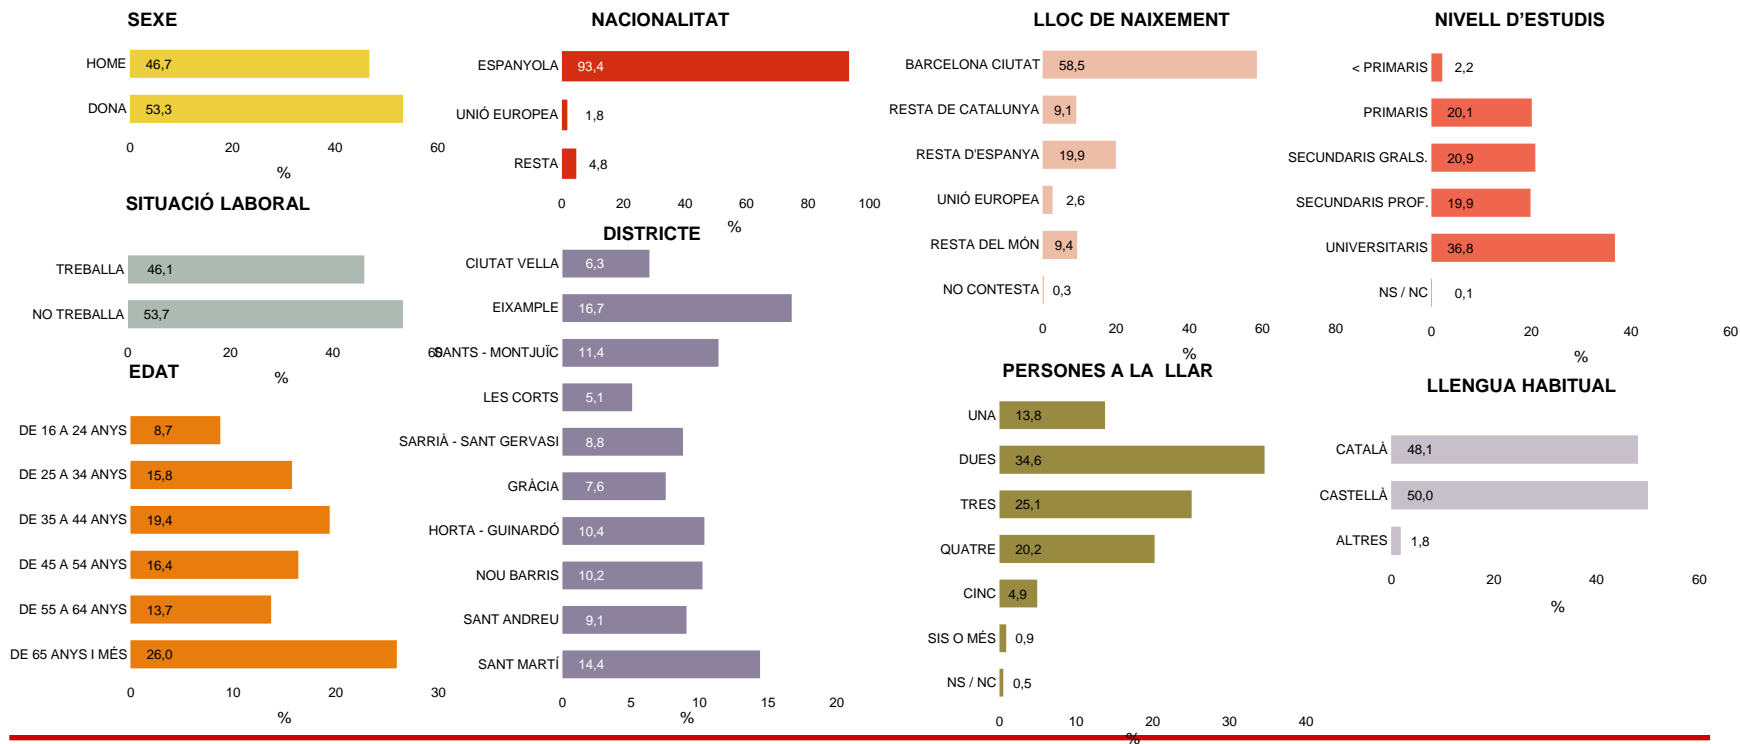 SEXE
HOME 46,7
DONA 53,3
0 20 40 60
%
SITUACIÓ LABORAL
TREBALLA 46,1
NO TREBALLA 53,7
0 20 40 60
%
EDAT
DE 16 A 24 ANYS 8,7
DE 25 A 34 ANYS 15,8
DE 35 A 44 ANYS 19,4
DE 45 A 54 ANYS 16,4
DE 55 A 64 ANYS 13,7
DE 65 ANYS I MÉS 26,0
0 10 20 30
%
NACIONALITAT
ESPANYOLA 93,4
UNIÓ EUROPEA 1,8
RESTA 4,8
0 20 40 60 80 100
%
DISTRICTE
CIUTAT VELLA 6,3
EIXAMPLE 16,7
SANTS - MONTJUÏC 11,4
LES CORTS 5,1
SARRIÀ - SANT GERVASI 8,8
GRÀCIA 7,6
HORTA - GUINARDÓ 10,4
NOU BARRIS 10,2
SANT ANDREU 9,1
SANT MARTÍ 14,4
0 5 10 15 20
%
LLOC DE NAIXEMENT
BARCELONA CIUTAT 58,5
RESTA DE CATALUNYA 9,1
RESTA D'ESPANYA 19,9
UNIÓ EUROPEA 2,6
RESTA DEL MÓN 9,4
NO CONTESTA 0,3
0 20 40 60 80
%
PERSONES A LA LLAR
UNA 13,8
DUES 34,6
TRES 25,1
QUATRE 20,2
CINC 4,9
SIS O MÉS 0,9
NS / NC 0,5
0 10 20 30 40
%
NIVELL D'ESTUDIS
< PRIMARIS 2,2
PRIMARIS 20,1
SECUNDARIS GRALS. 20,9
SECUNDARIS PROF. 19,9
UNIVERSITARIS 36,8
NS / NC 0,1
0 20 40 60
%
LLENGUA HABITUAL
CATALÀ 48,1
CASTELLÀ 50,0
ALTRES 1,8
0 20 40 60
%